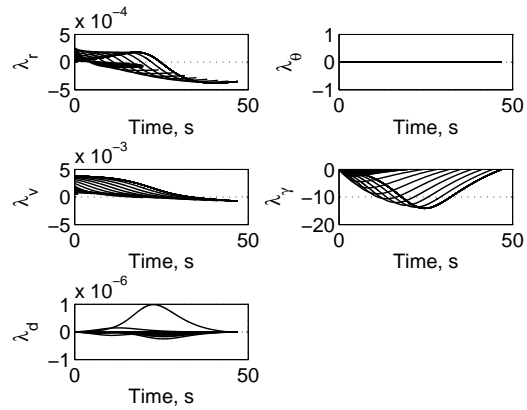 x 10⁻⁴
5
0
−5
λr
0
50
Time, s
1
0
−1
λθ
0
50
Time, s
x 10⁻³
5
0
−5
λv
0
50
Time, s
0
−10
−20
λγ
0
50
Time, s
x 10⁻⁶
1
0
−1
λd
0
50
Time, s